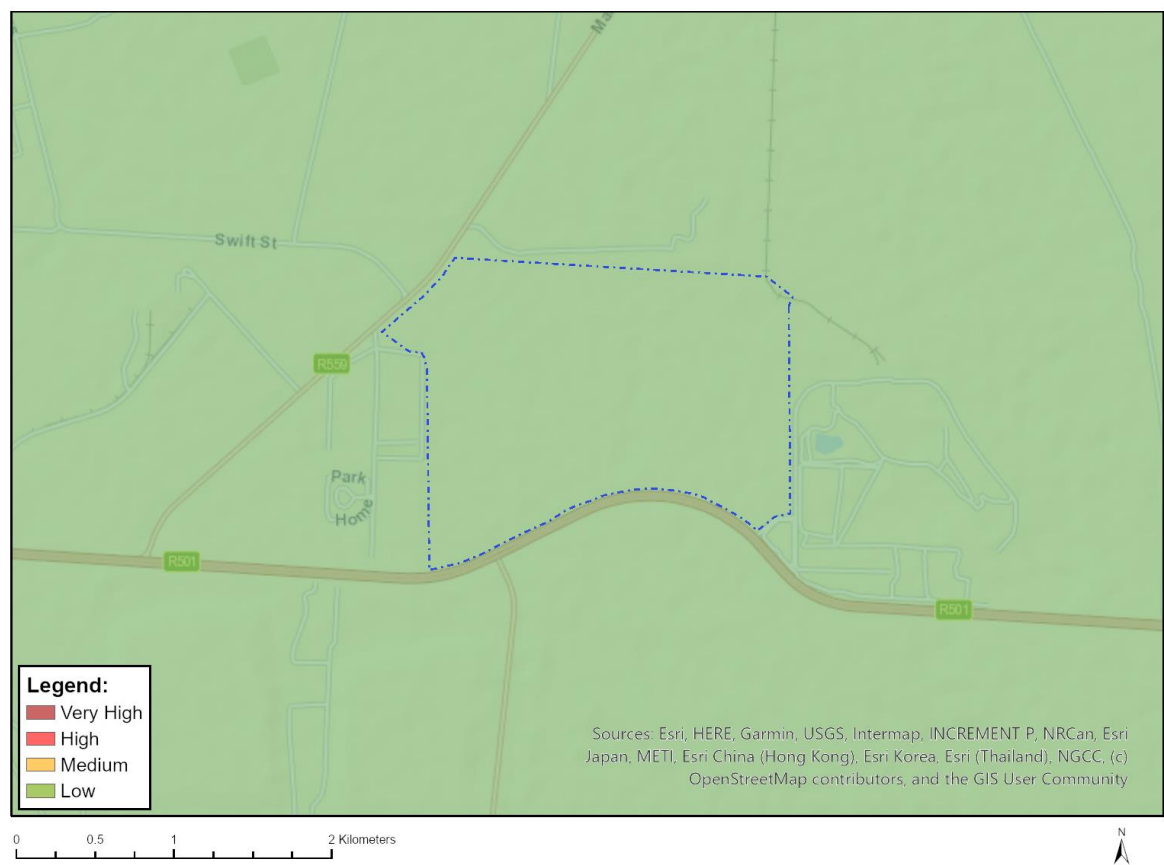 Ma
Swift St
R559
Park
Home
R501
R501
Legend:
Very High
High
Medium
Low
Sources: Esri, HERE, Garmin, USGS, Intermap, INCREMENT P, NRCan, Esri
Japan, METI, Esri China (Hong Kong), Esri Korea, Esri (Thailand), NGCC, (c)
OpenStreetMap contributors, and the GIS User Community
0 0.5 1 2 Kilometers
N